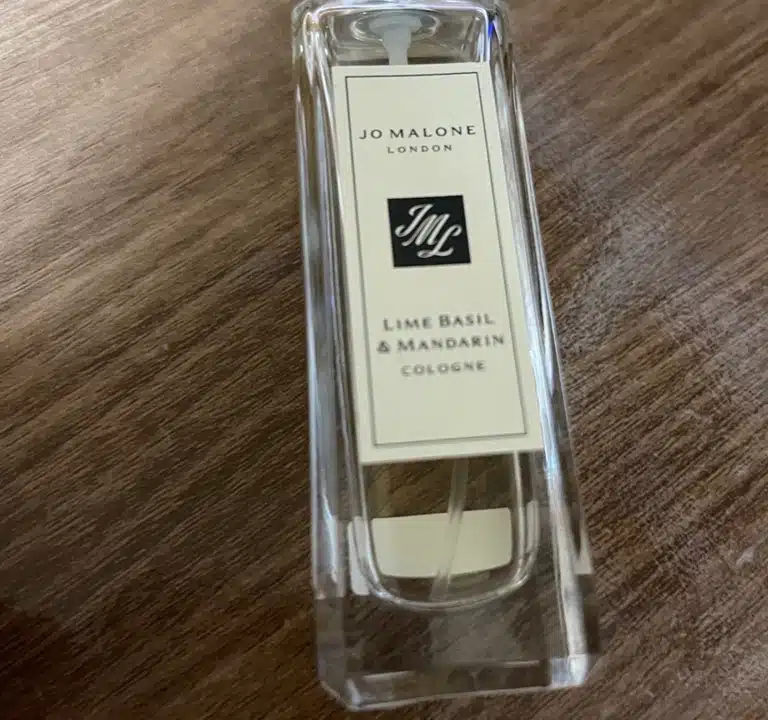 JO MALONE
LONDON
JML
LIME BASIL
& MANDARIN
COLOGNE